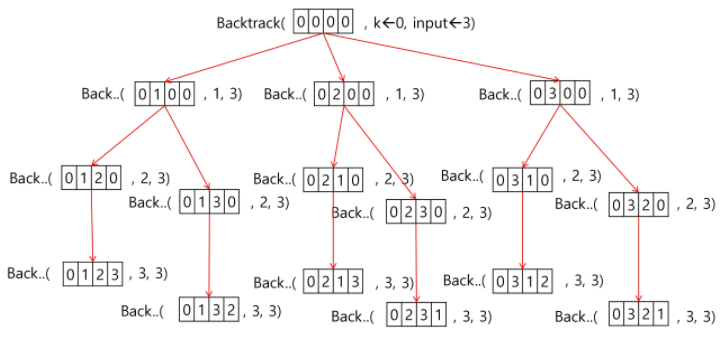 Backtrack( 0 0 0 0 , k←0, input←3)
Back..( 0 1 0 0 , 1, 3) Back..( 0 2 0 0 , 1, 3) Back..( 0 3 0 0 , 1, 3)
Back..( 0 1 2 0 , 2, 3) Back..( 0 2 1 0 , 2, 3) Back..( 0 3 1 0 , 2, 3)
Back..( 0 1 3 0 , 2, 3) Back..( 0 2 3 0 , 2, 3) Back..( 0 3 2 0 , 2, 3)
Back..( 0 1 2 3 , 3, 3) Back..( 0 2 1 3 , 3, 3) Back..( 0 3 1 2 , 3, 3)
Back..( 0 1 3 2 , 3, 3) Back..( 0 2 3 1 , 3, 3) Back..( 0 3 2 1 , 3, 3)